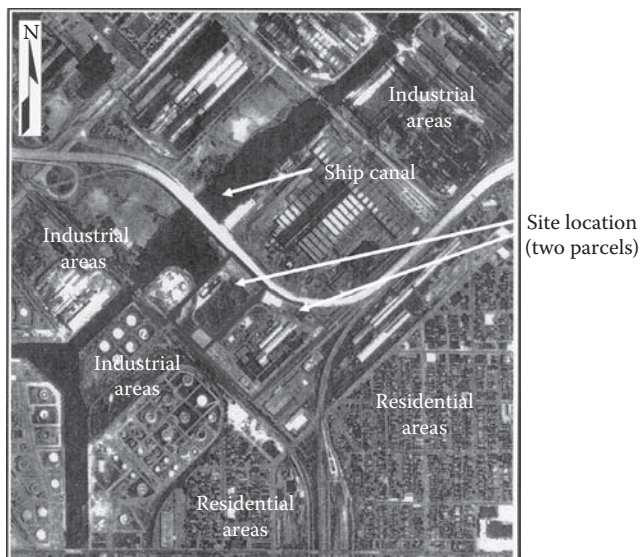 N
Industrial
areas
Ship canal
Site location
(two parcels)
Industrial
areas
Industrial
areas
Residential
areas
Residential
areas